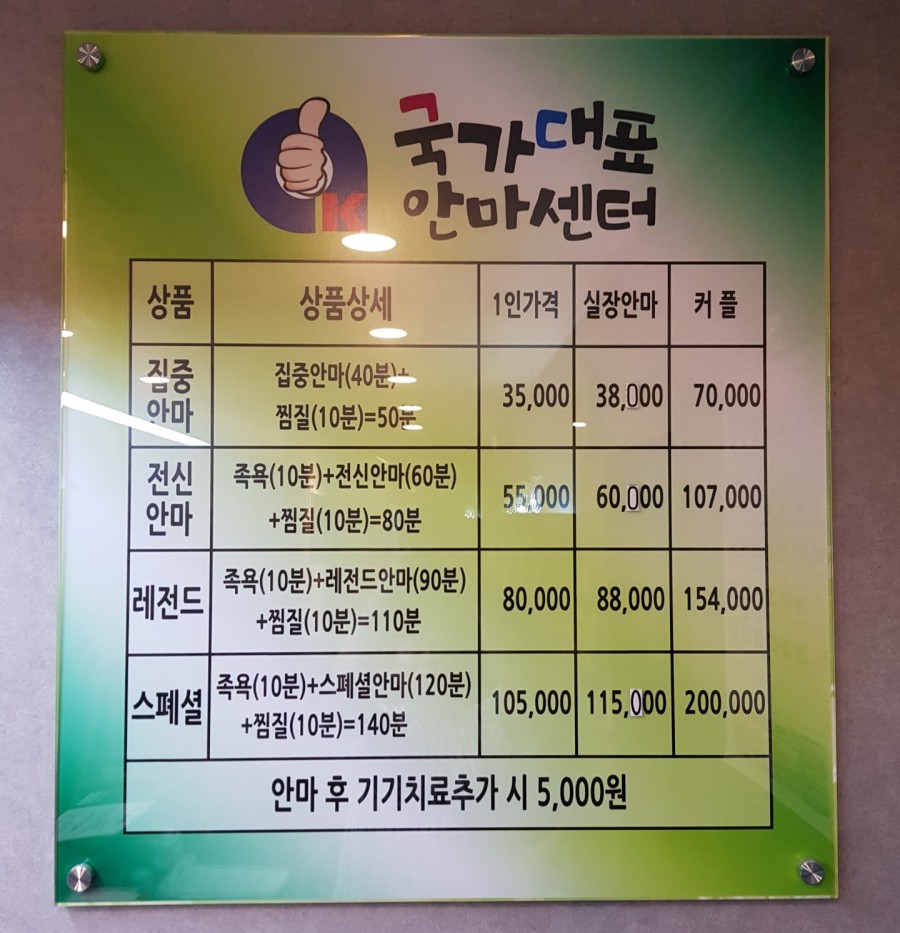 국가대표
안마센터
K
상품 상품상세 1인가격 실장안마 커 플
집중
안마
집중안마(40분)+
찜질(10분)=50분
35,000 38,000 70,000
전신
안마
족욕(10분)+전신안마(60분)
+찜질(10분)=80분
55,000 60,000 107,000
레전드
족욕(10분)+레전드안마(90분)
+찜질(10분)=110분
80,000 88,000 154,000
스폐셜
족욕(10분)+스폐셜안마(120분)
+찜질(10분)=140분
105,000 115,000 200,000
안마 후 기기치료추가 시 5,000원